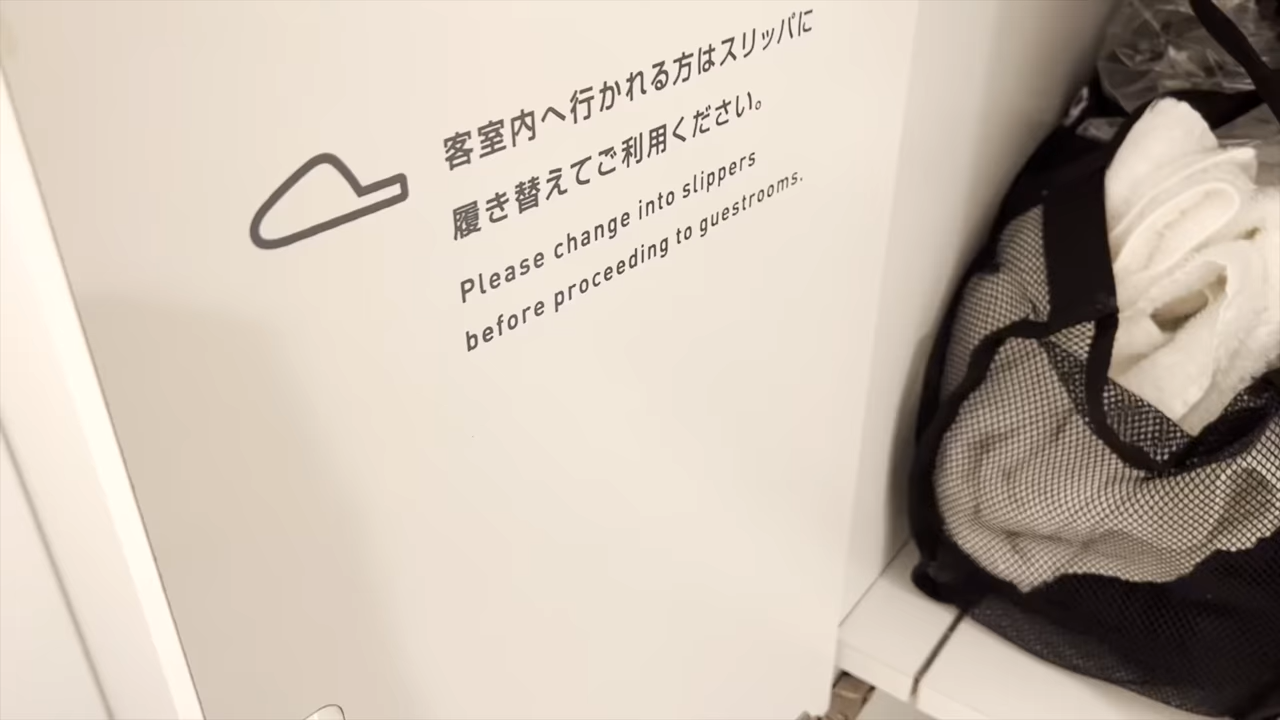 客室内へ行かれる方はスリッパに
履き替えてご利用ください。
Please change into slippers
before proceeding to guestrooms.